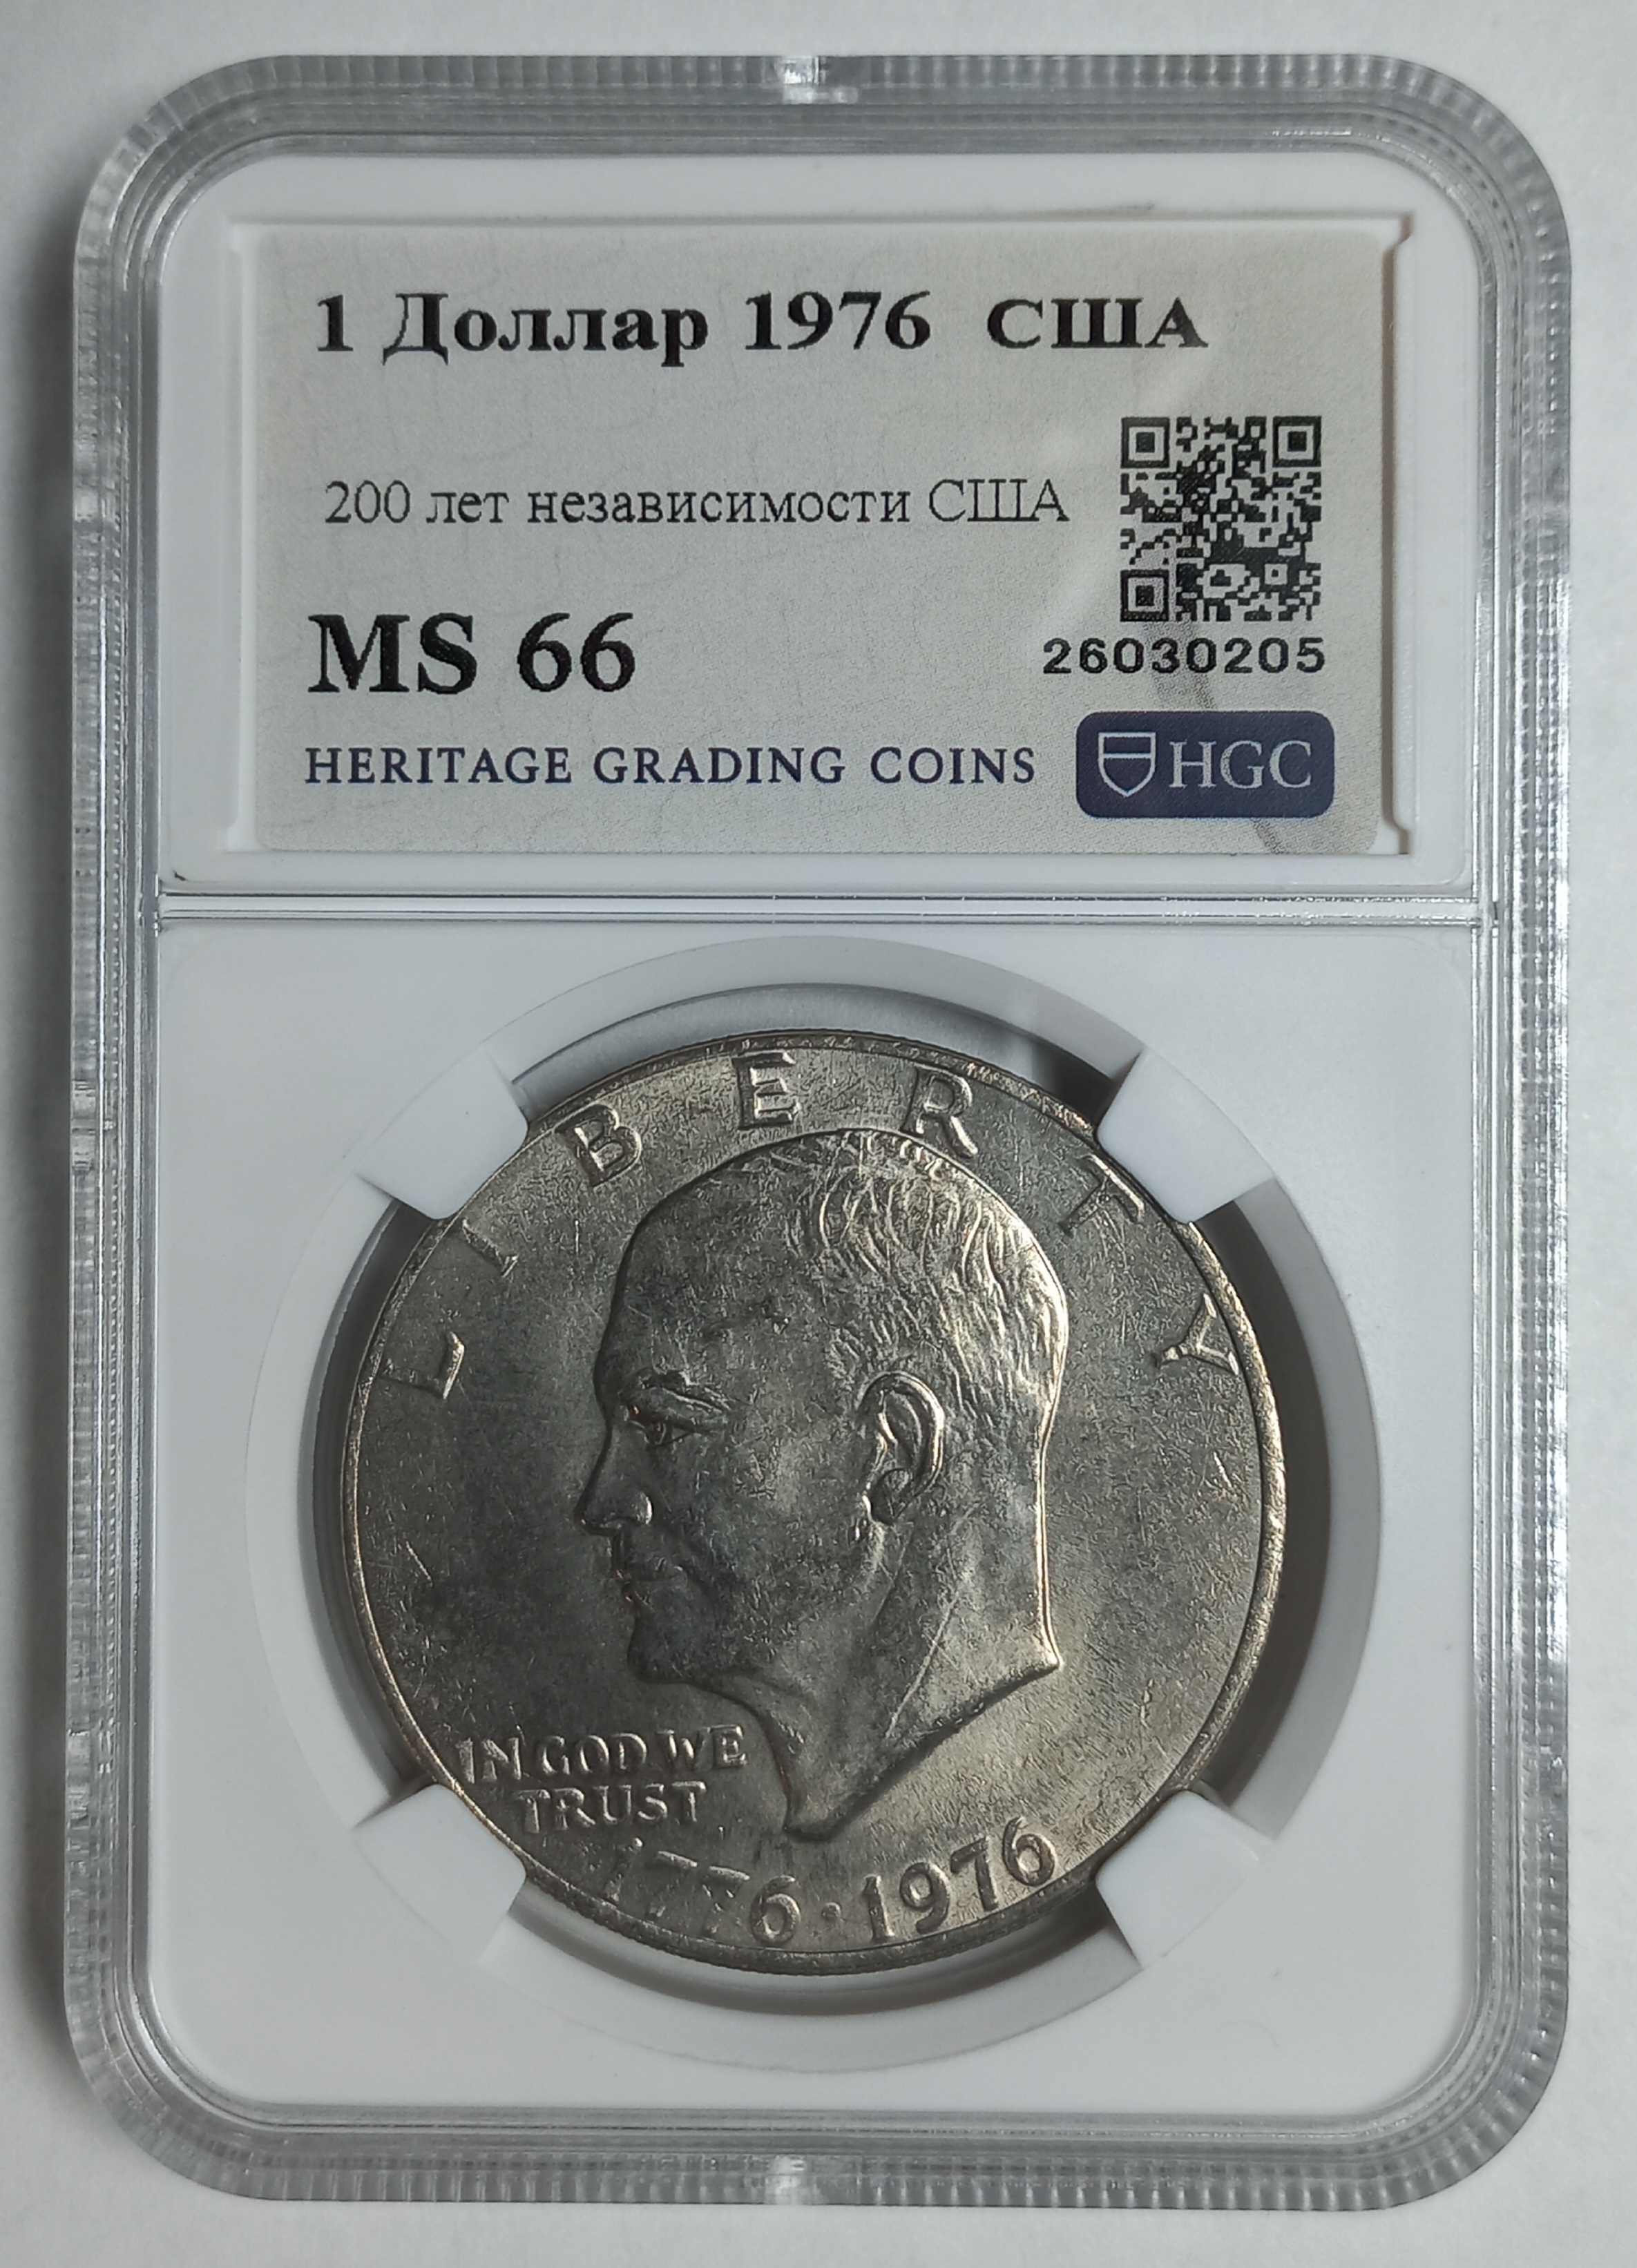 1 Доллар 1976 США
200 лет независимости США
MS 66
26030205
HERITAGE GRADING COINS
HGC
LIBERTY
IN GOD WE
TRUST
1776·1976